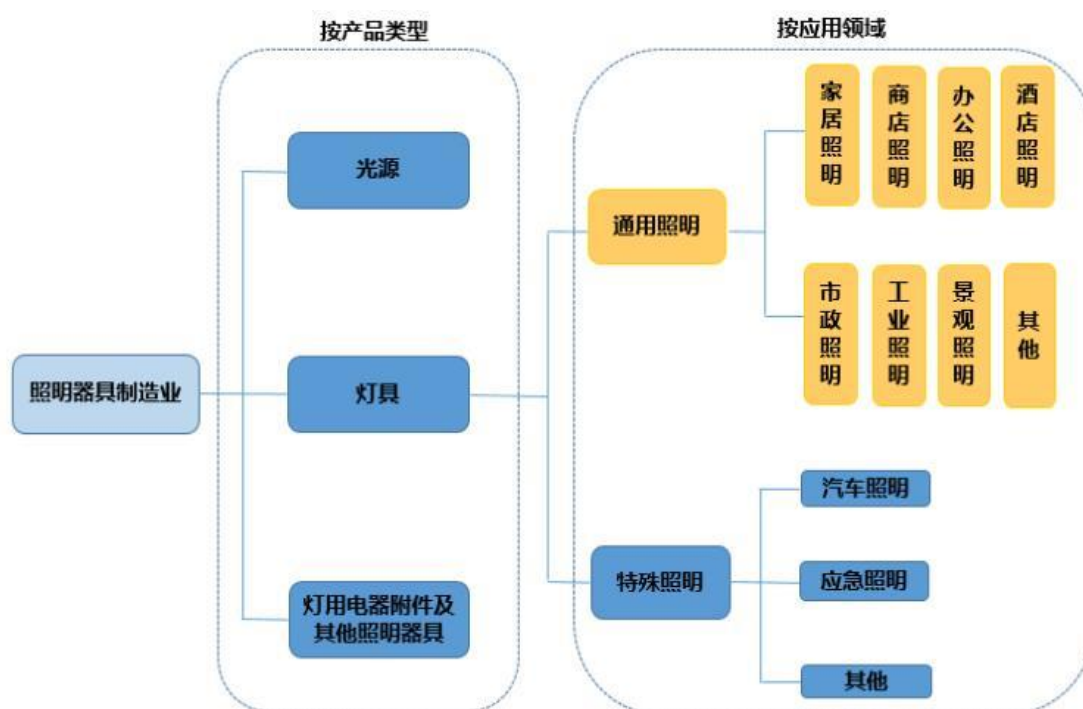 按产品类型
按应用领域
照明器具制造业
光源
灯具
灯用电器附件及
其他照明器具
通用照明
家居照明
商店照明
办公照明
酒店照明
市政照明
工业照明
景观照明
其他
特殊照明
汽车照明
应急照明
其他